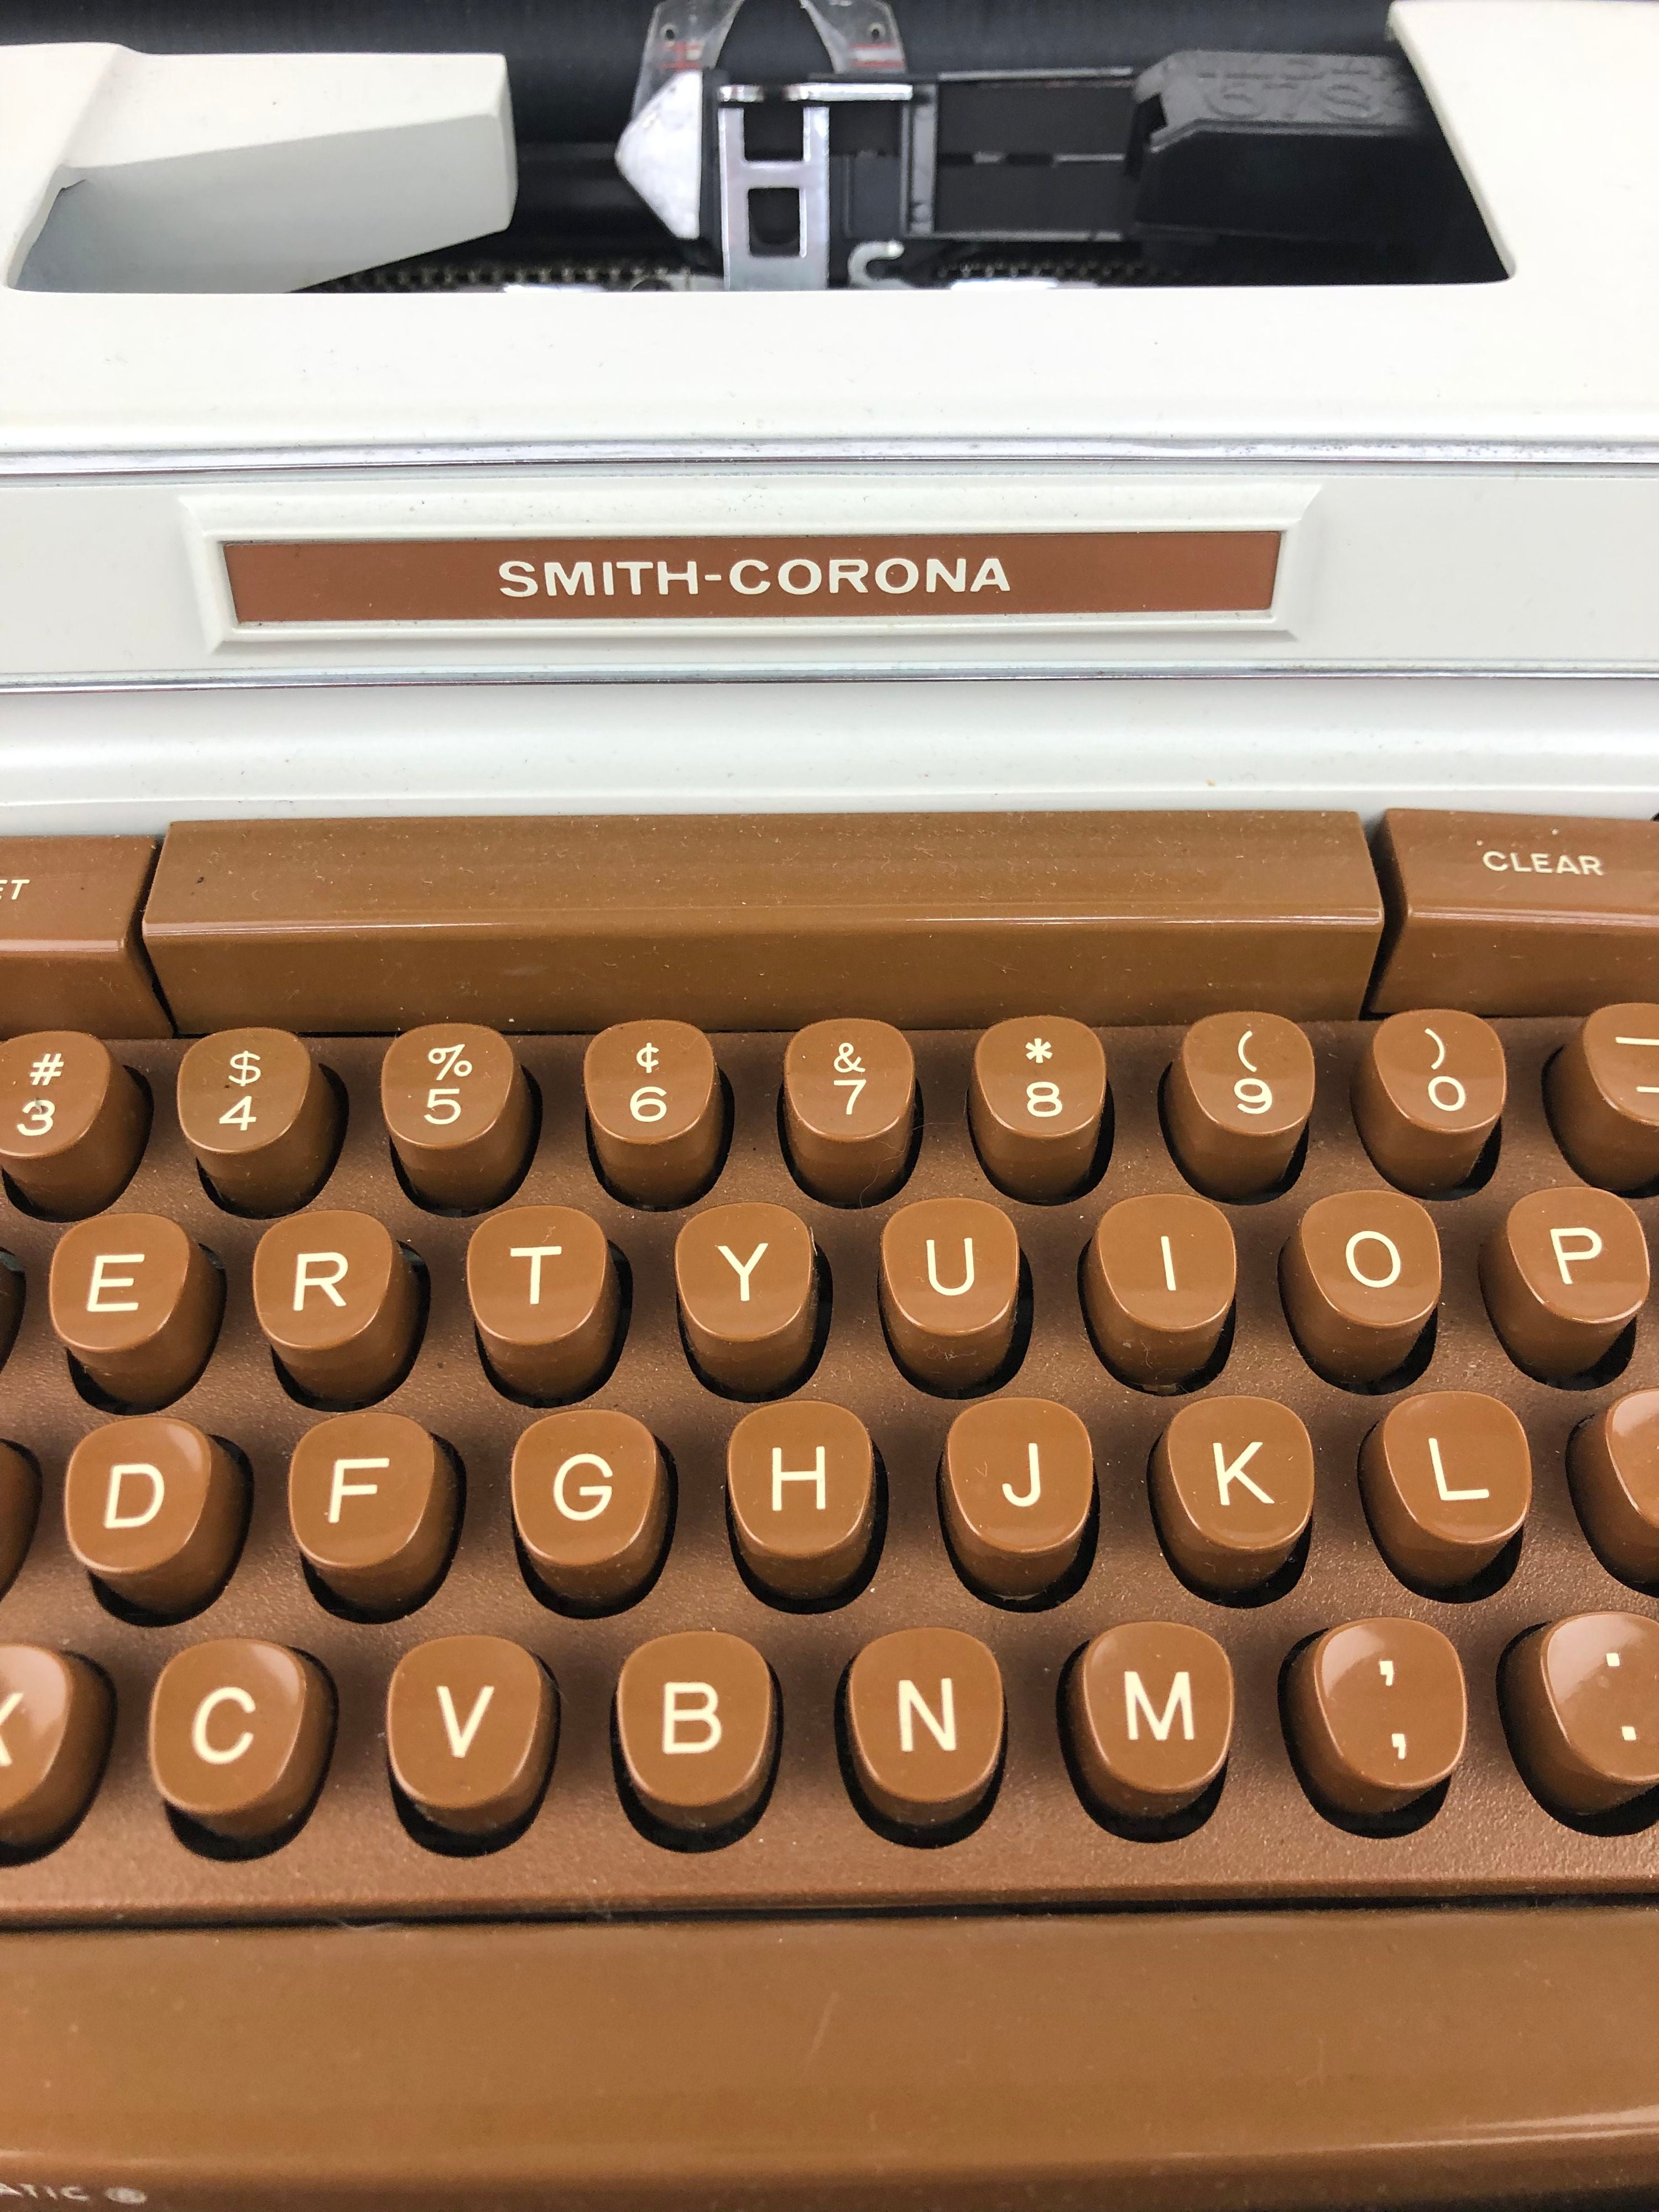 SMITH-CORONA
CLEAR
# $ % ¢ & * ( )
3 4 5 6 7 8 9 0
E R T Y U I O P
D F G H J K L
X C V B N M , .
, .